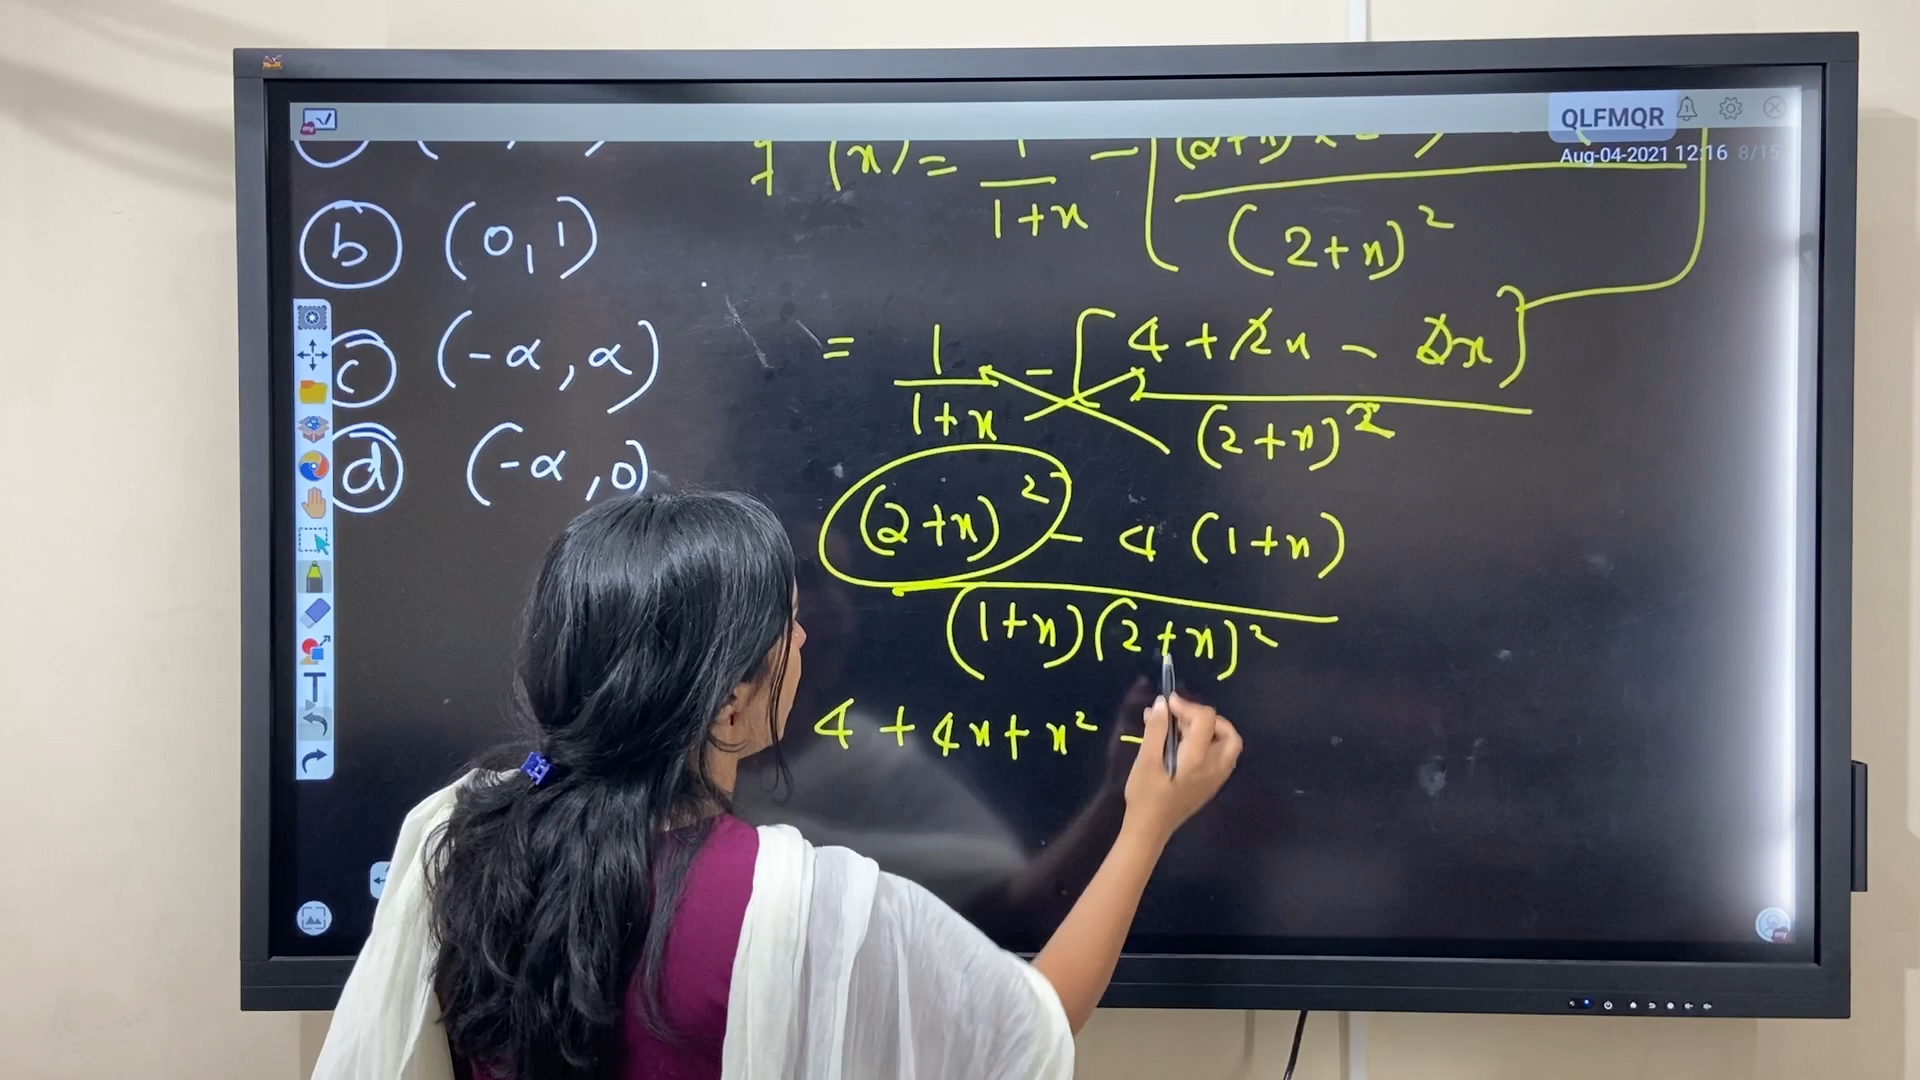 QLFMQR
Aug-04-2021 12:16 8/15
(x) = 1/1+x - [ (2+x) / (2+x)²
b (0,1)
= 1/1+x - [ 4 + 2x - 2x ] / (2+x)²
c (-α, α)
d (-α, 0)
(2+x)² - 4 (1+x)
(1+x)(2+x)²
4 + 4x + x² -
T